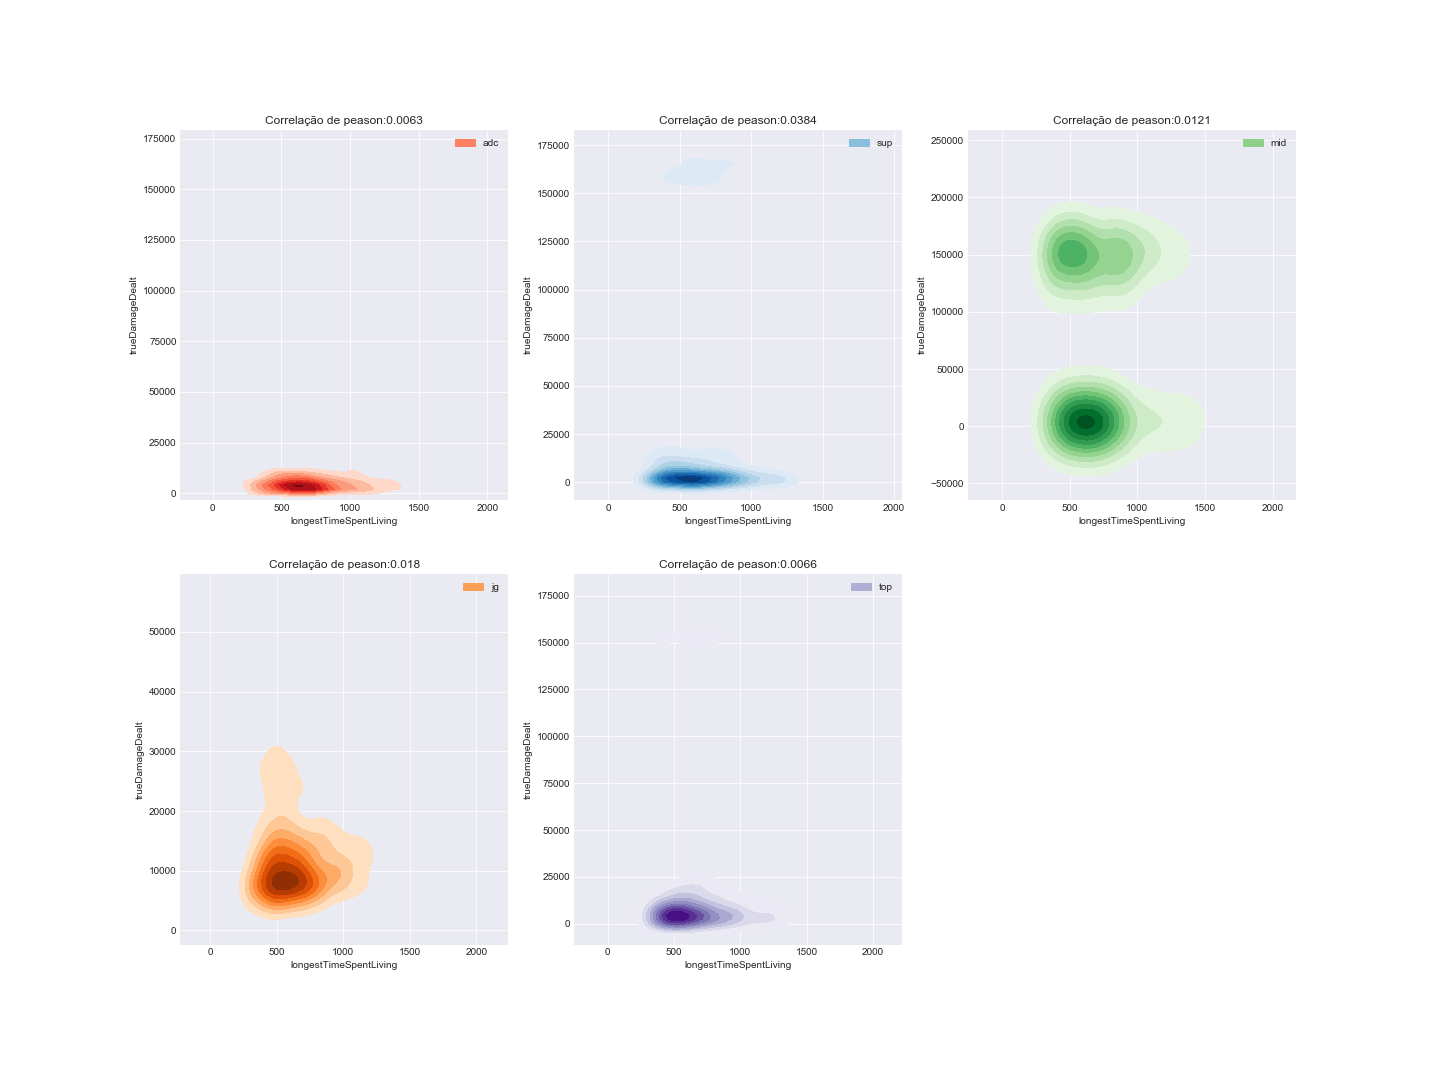 Correlação de peason:0.0063
adc
175000
150000
125000
100000
75000
50000
25000
0
trueDamageDealt
0 500 1000 1500 2000
longestTimeSpentLiving
Correlação de peason:0.0384
sup
175000
150000
125000
100000
75000
50000
25000
0
trueDamageDealt
0 500 1000 1500 2000
longestTimeSpentLiving
Correlação de peason:0.0121
mid
250000
200000
150000
100000
50000
0
−50000
trueDamageDealt
0 500 1000 1500 2000
longestTimeSpentLiving
Correlação de peason:0.018
jg
50000
40000
30000
20000
10000
0
trueDamageDealt
0 500 1000 1500 2000
longestTimeSpentLiving
Correlação de peason:0.0066
top
175000
150000
125000
100000
75000
50000
25000
0
trueDamageDealt
0 500 1000 1500 2000
longestTimeSpentLiving